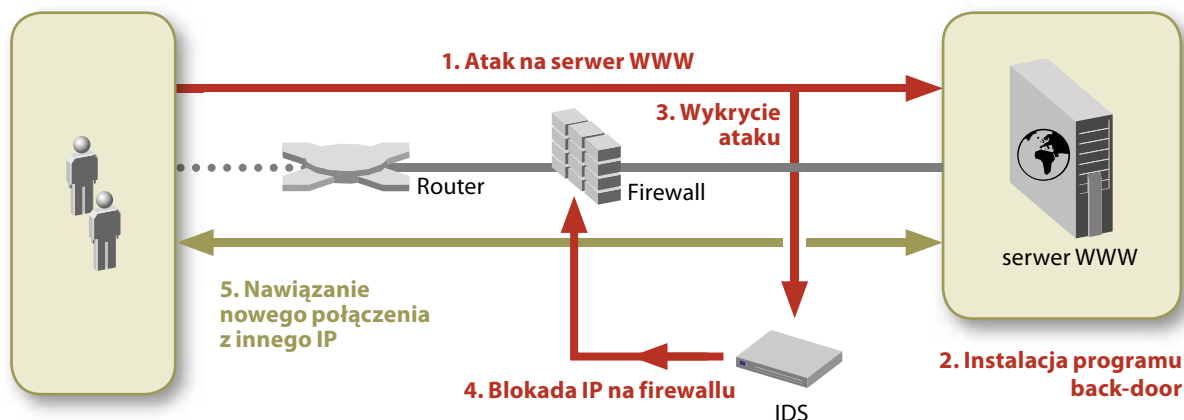 1. Atak na serwer WWW
3. Wykrycie
ataku
Router
Firewall
serwer WWW
5. Nawiązanie
nowego połączenia
z innego IP
4. Blokada IP na firewallu
2. Instalacja programu
back-door
IDS